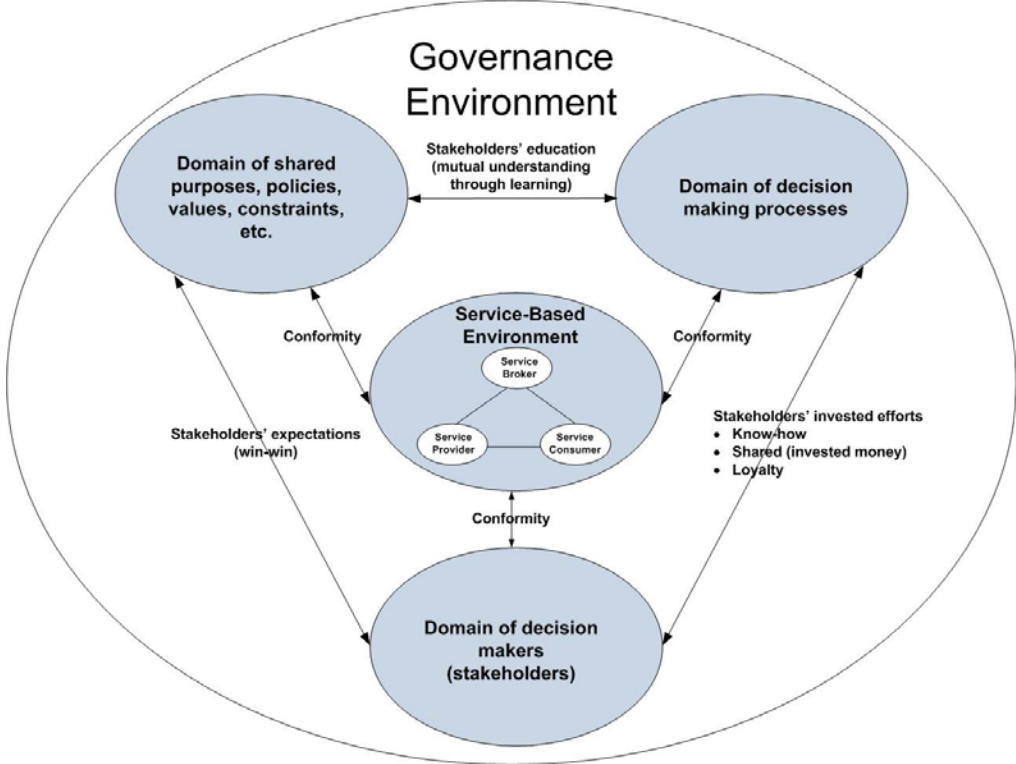 Governance
Environment
Stakeholders' education
(mutual understanding
through learning)
Domain of shared
purposes, policies,
values, constraints,
etc.
Domain of decision
making processes
Service-Based
Environment
Service
Broker
Service
Provider
Service
Consumer
Conformity
Conformity
Stakeholders' expectations
(win-win)
Stakeholders' invested efforts
• Know-how
• Shared (invested money)
• Loyalty
Conformity
Domain of decision
makers
(stakeholders)